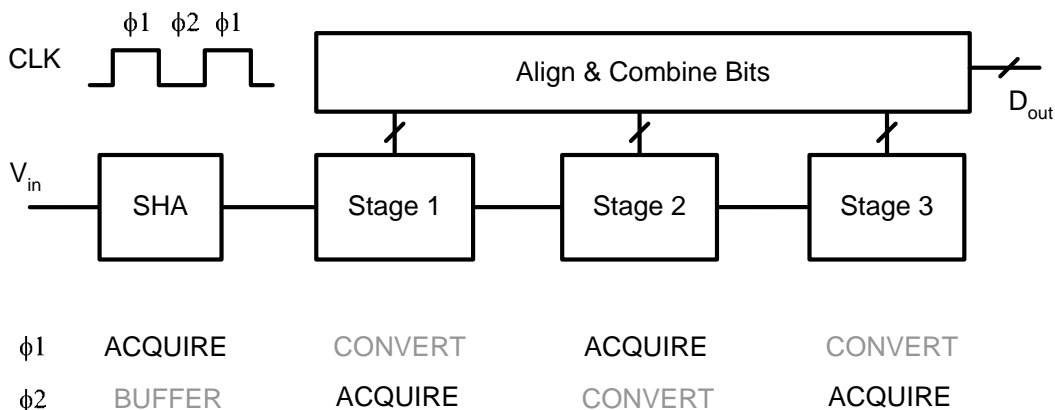 ϕ1 ϕ2 ϕ1
CLK
Align & Combine Bits
D_out
V_in
SHA
Stage 1
Stage 2
Stage 3
ϕ1 ACQUIRE CONVERT ACQUIRE CONVERT
ϕ2 BUFFER ACQUIRE CONVERT ACQUIRE